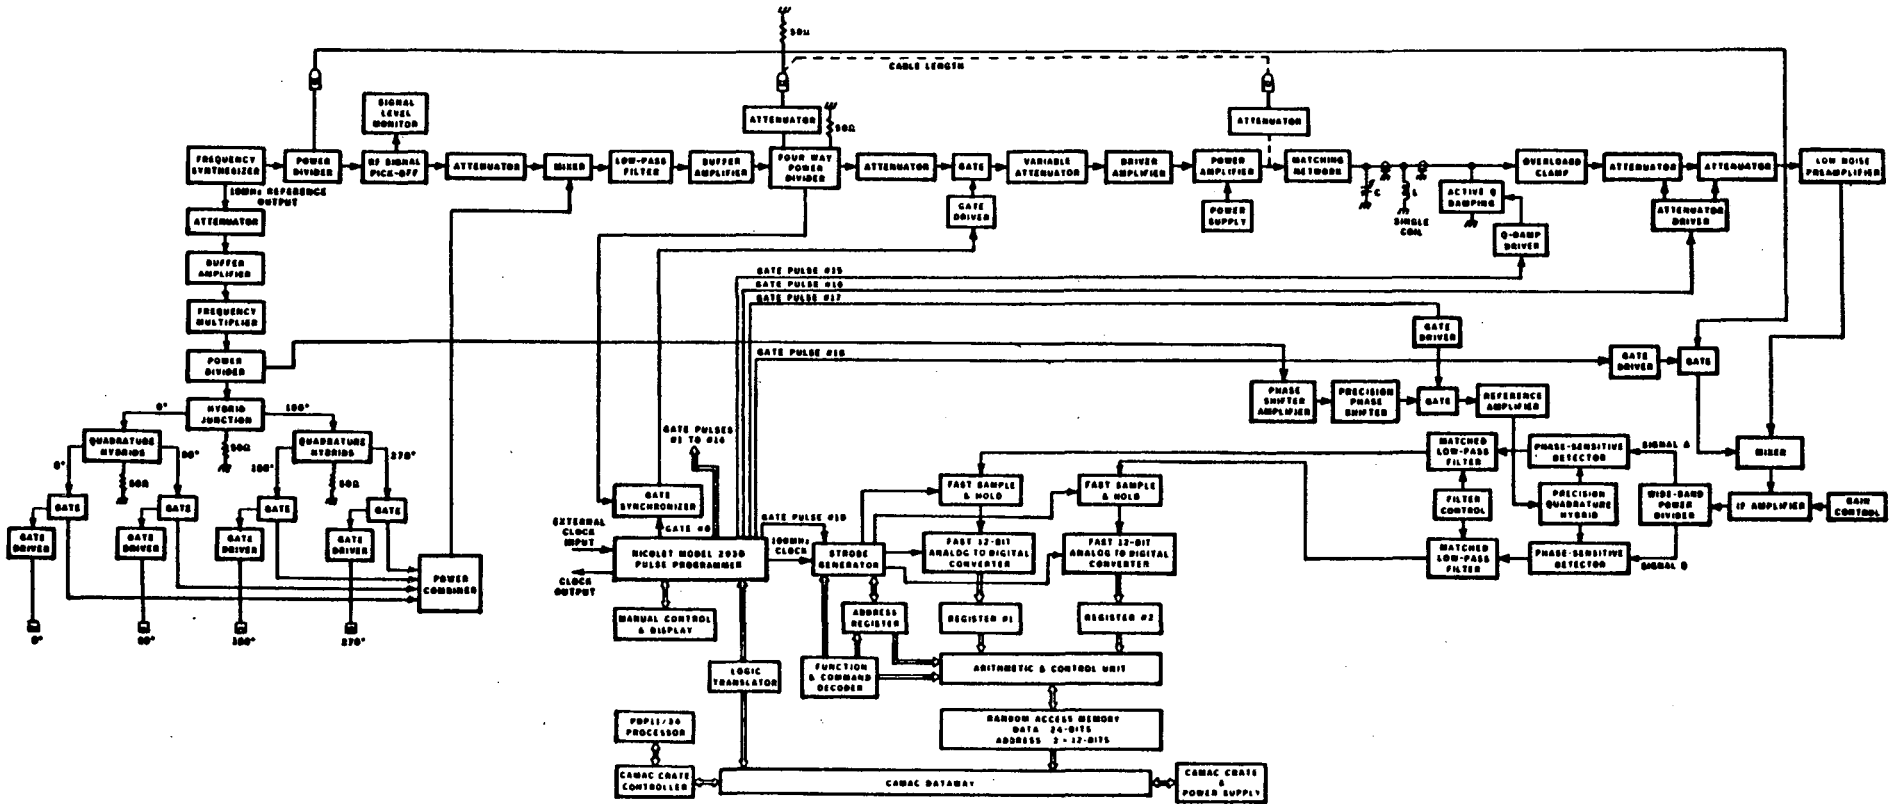 50Ω
CABLE LENGTH
SIGNAL
LEVEL
MONITOR
ATTENUATOR
50Ω
ATTENUATOR
FREQUENCY
SYNTHESIZER
POWER
DIVIDER
RF SIGNAL
PICK-OFF
ATTENUATOR
MIXER
LOW-PASS
FILTER
BUFFER
AMPLIFIER
FOUR WAY
POWER
DIVIDER
ATTENUATOR
GATE
VARIABLE
ATTENUATOR
DRIVER
AMPLIFIER
POWER
AMPLIFIER
MATCHING
NETWORK
OVERLOAD
CLAMP
ATTENUATOR
ATTENUATOR
LOW NOISE
PREAMPLIFIER
10MHz REFERENCE
OUTPUT
C
L
SINGLE
COIL
ACTIVE Q
DAMPING
ATTENUATOR
GATE
DRIVER
POWER
SUPPLY
ATTENUATOR
DRIVER
Q-DAMP
DRIVER
BUFFER
AMPLIFIER
GATE PULSE #15
GATE PULSE #16
GATE PULSE #17
FREQUENCY
MULTIPLIER
GATE
DRIVER
POWER
DIVIDER
GATE PULSE #18
GATE
DRIVER
GATE
PHASE
SHIFTER
AMPLIFIER
PRECISION
PHASE
SHIFTER
GATE
REFERENCE
AMPLIFIER
0°
HYBRID
JUNCTION
180°
QUADRATURE
HYBRIDS
50Ω
QUADRATURE
HYBRIDS
GATE PULSES
#1 TO #14
MATCHED
LOW-PASS
FILTER
PHASE-SENSITIVE
DETECTOR
SIGNAL A
MIXER
0°
90°
180°
270°
50Ω
50Ω
GATE
GATE
GATE
GATE
GATE
SYNCHRONIZER
FAST SAMPLE
& HOLD
FAST SAMPLE
& HOLD
FILTER
CONTROL
PRECISION
QUADRATURE
HYBRID
WIDE-BAND
POWER
DIVIDER
IF AMPLIFIER
GAIN
CONTROL
GATE
DRIVER
GATE
DRIVER
GATE
DRIVER
GATE
DRIVER
EXTERNAL
CLOCK
INPUT
GATE PULSE #19
100MHz
CLOCK
NICOLET MODEL 293B
PULSE PROGRAMMER
STROBE
GENERATOR
FAST 12-BIT
ANALOG TO DIGITAL
CONVERTER
FAST 12-BIT
ANALOG TO DIGITAL
CONVERTER
MATCHED
LOW-PASS
FILTER
PHASE-SENSITIVE
DETECTOR
SIGNAL B
POWER
COMBINER
CLOCK
OUTPUT
MANUAL CONTROL
& DISPLAY
ADDRESS
REGISTER
REGISTER #1
REGISTER #2
0°
90°
180°
270°
LOGIC
TRANSLATOR
FUNCTION
& COMMAND
DECODER
ARITHMETIC & CONTROL UNIT
PDP11/34
PROCESSOR
RANDOM ACCESS MEMORY
DATA 24-BITS
ADDRESS 2 × 12-BITS
CAMAC CRATE
CONTROLLER
CAMAC DATAWAY
CAMAC CRATE
&
POWER SUPPLY